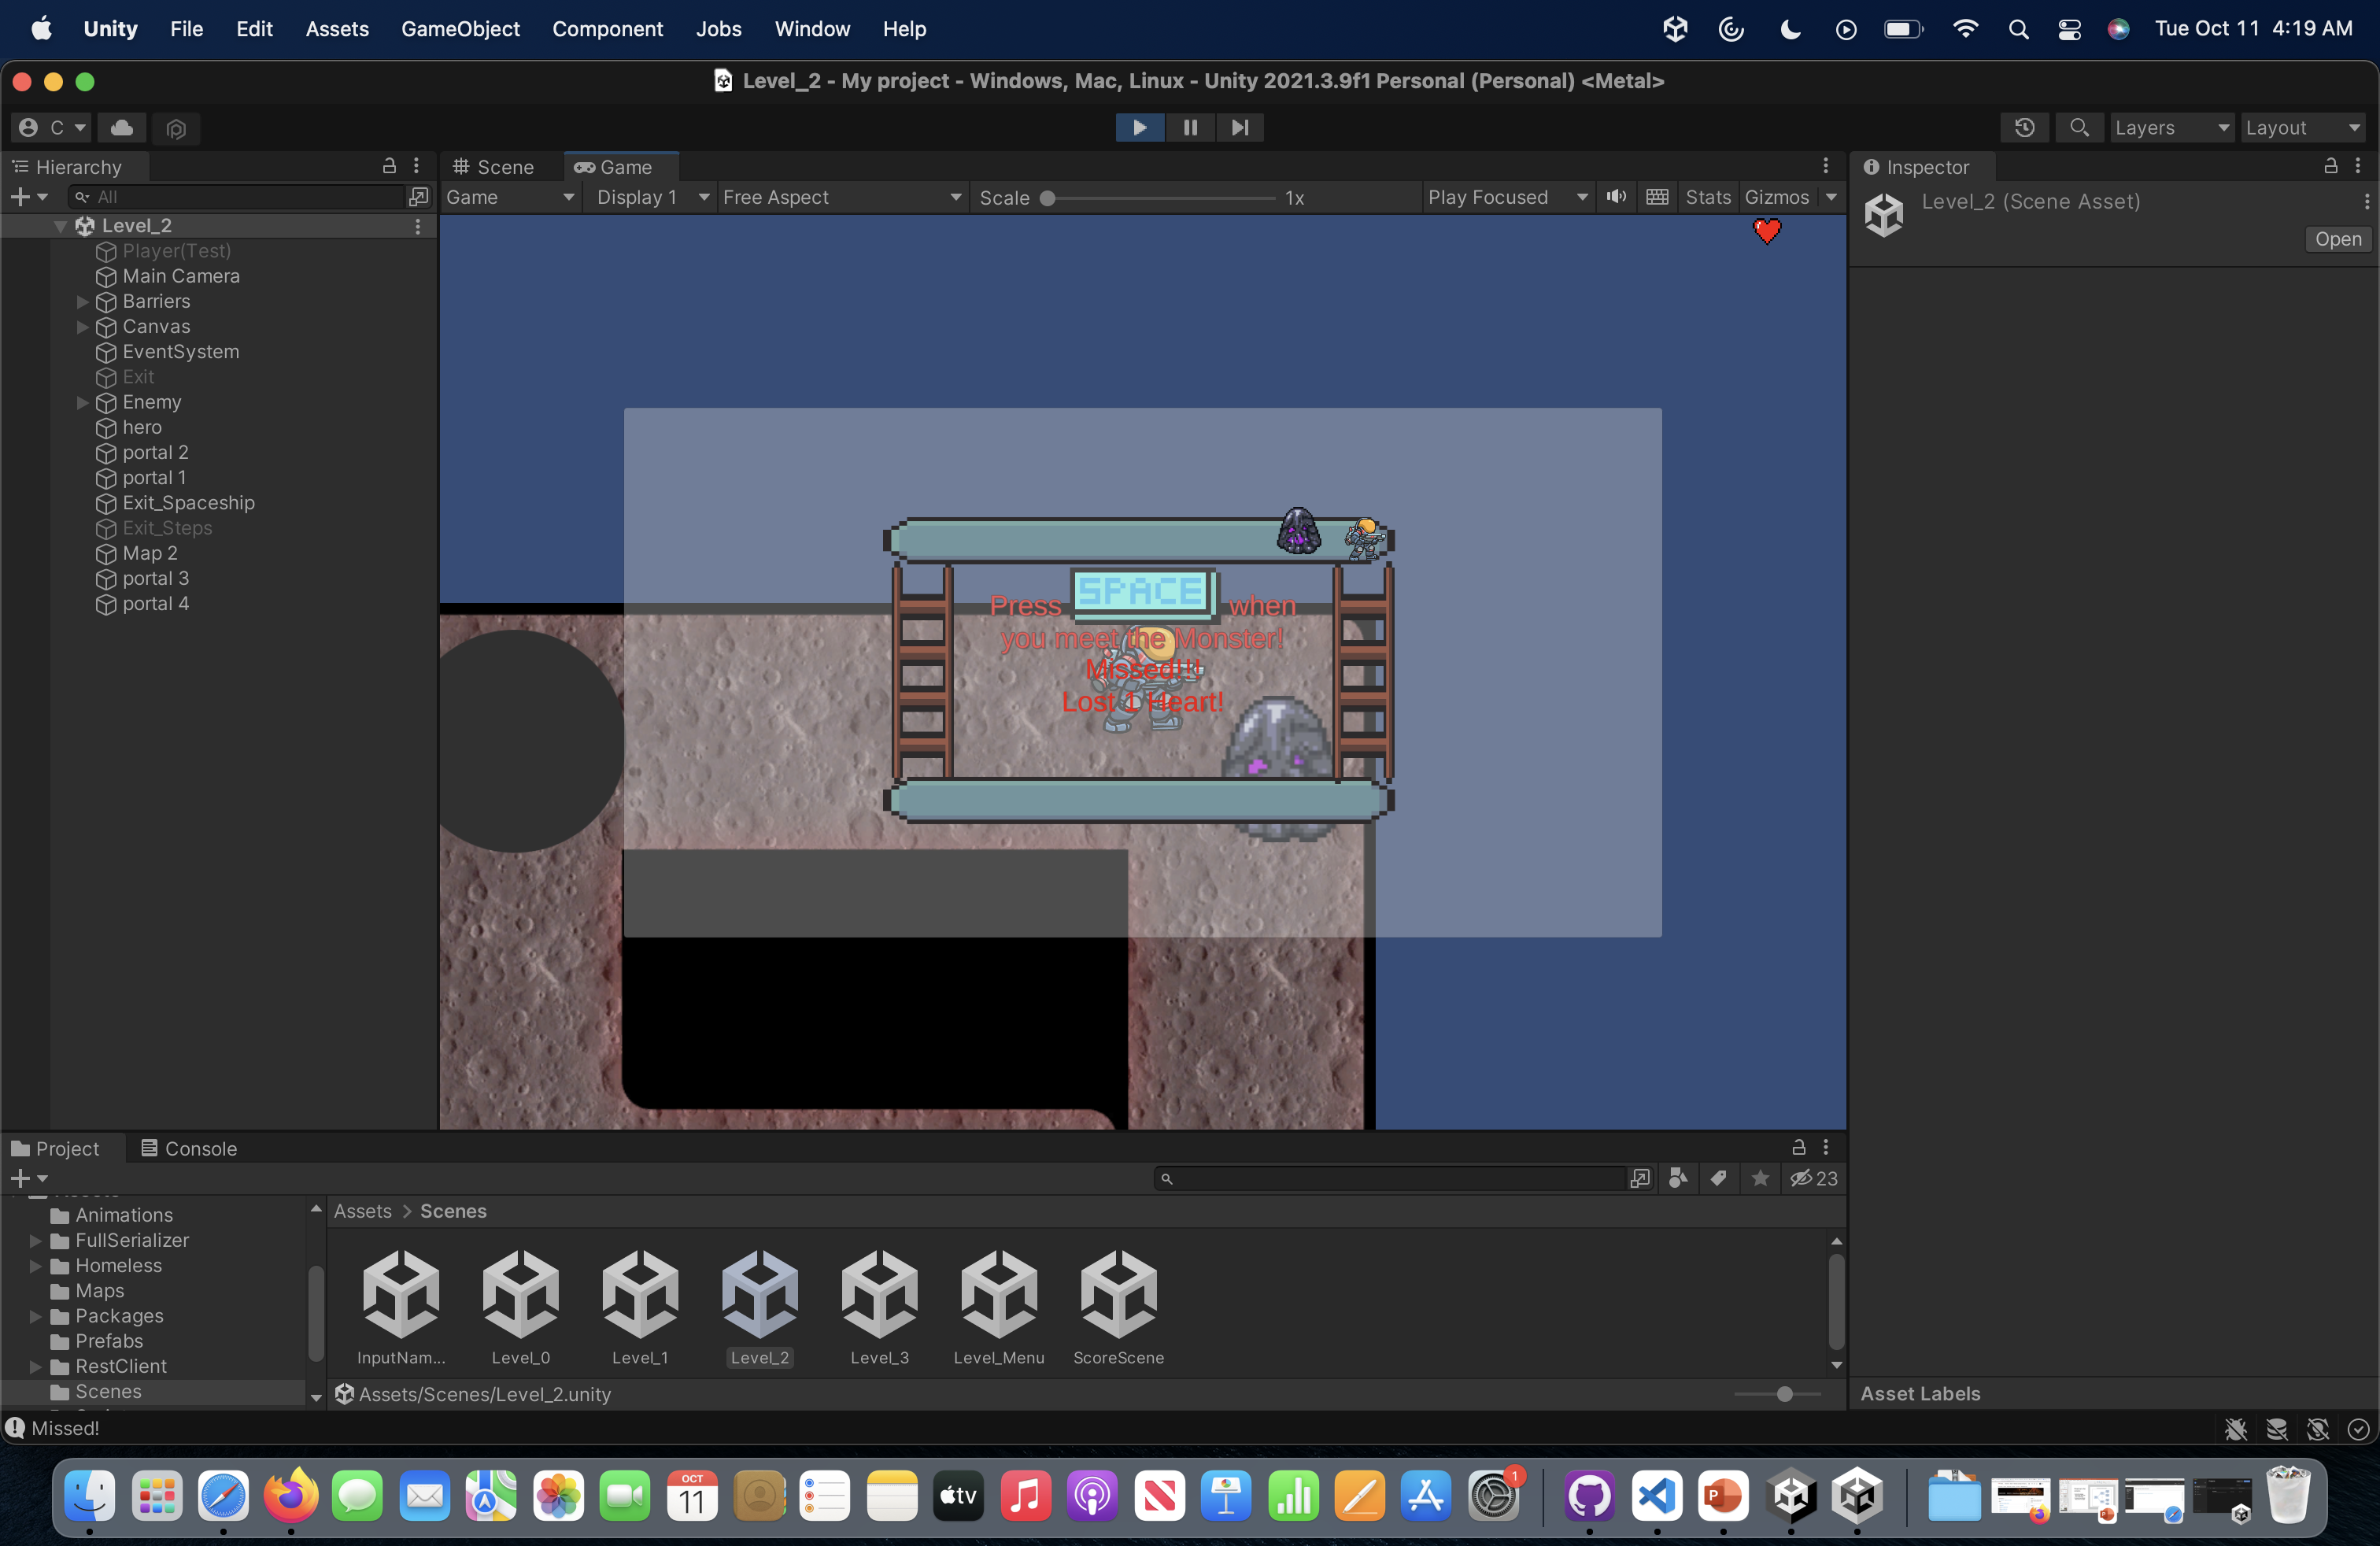 Unity File Edit Assets GameObject Component Jobs Window Help Tue Oct 11 4:19 AM
Level_2 - My project - Windows, Mac, Linux - Unity 2021.3.9f1 Personal (Personal) <Metal>
C Layers Layout
Hierarchy Scene Game Inspector
All Game Display 1 Free Aspect Scale 1x Play Focused Stats Gizmos Level_2 (Scene Asset)
Open
Level_2
Player(Test)
Main Camera
Barriers
Canvas
EventSystem
Exit
Enemy
hero
portal 2
portal 1
Exit_Spaceship
Exit_Steps
Map 2
portal 3
portal 4
Press SPACE when
you meet the Monster!
Missed!!!
Lost 1 Heart!
Project Console
23
Assets > Scenes
Animations
FullSerializer
Homeless
Maps
Packages
Prefabs
RestClient
Scenes
InputNam... Level_0 Level_1 Level_2 Level_3 Level_Menu ScoreScene
Assets/Scenes/Level_2.unity
Asset Labels
Missed!
OCT
11
tv
1
P